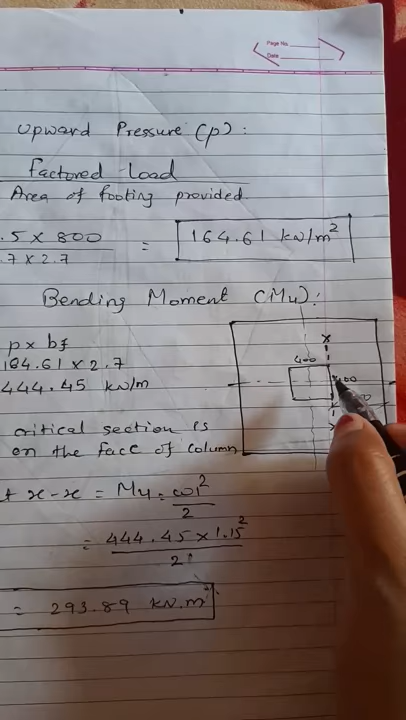 Page No
Date
Upward Pressure (p) :
Factored Load
Area of footing provided.
.5 x 800
.7 x 2.7
= 164.61 kN/m²
Bending Moment (Mu):
p x bf
164.61 x 2.7
444.45 kN/m
x
400
400
critical section is
on the face of column
x-x = Mu = ωl²
2
= 444.45 x 1.15²
2
= 293.89 kN.m